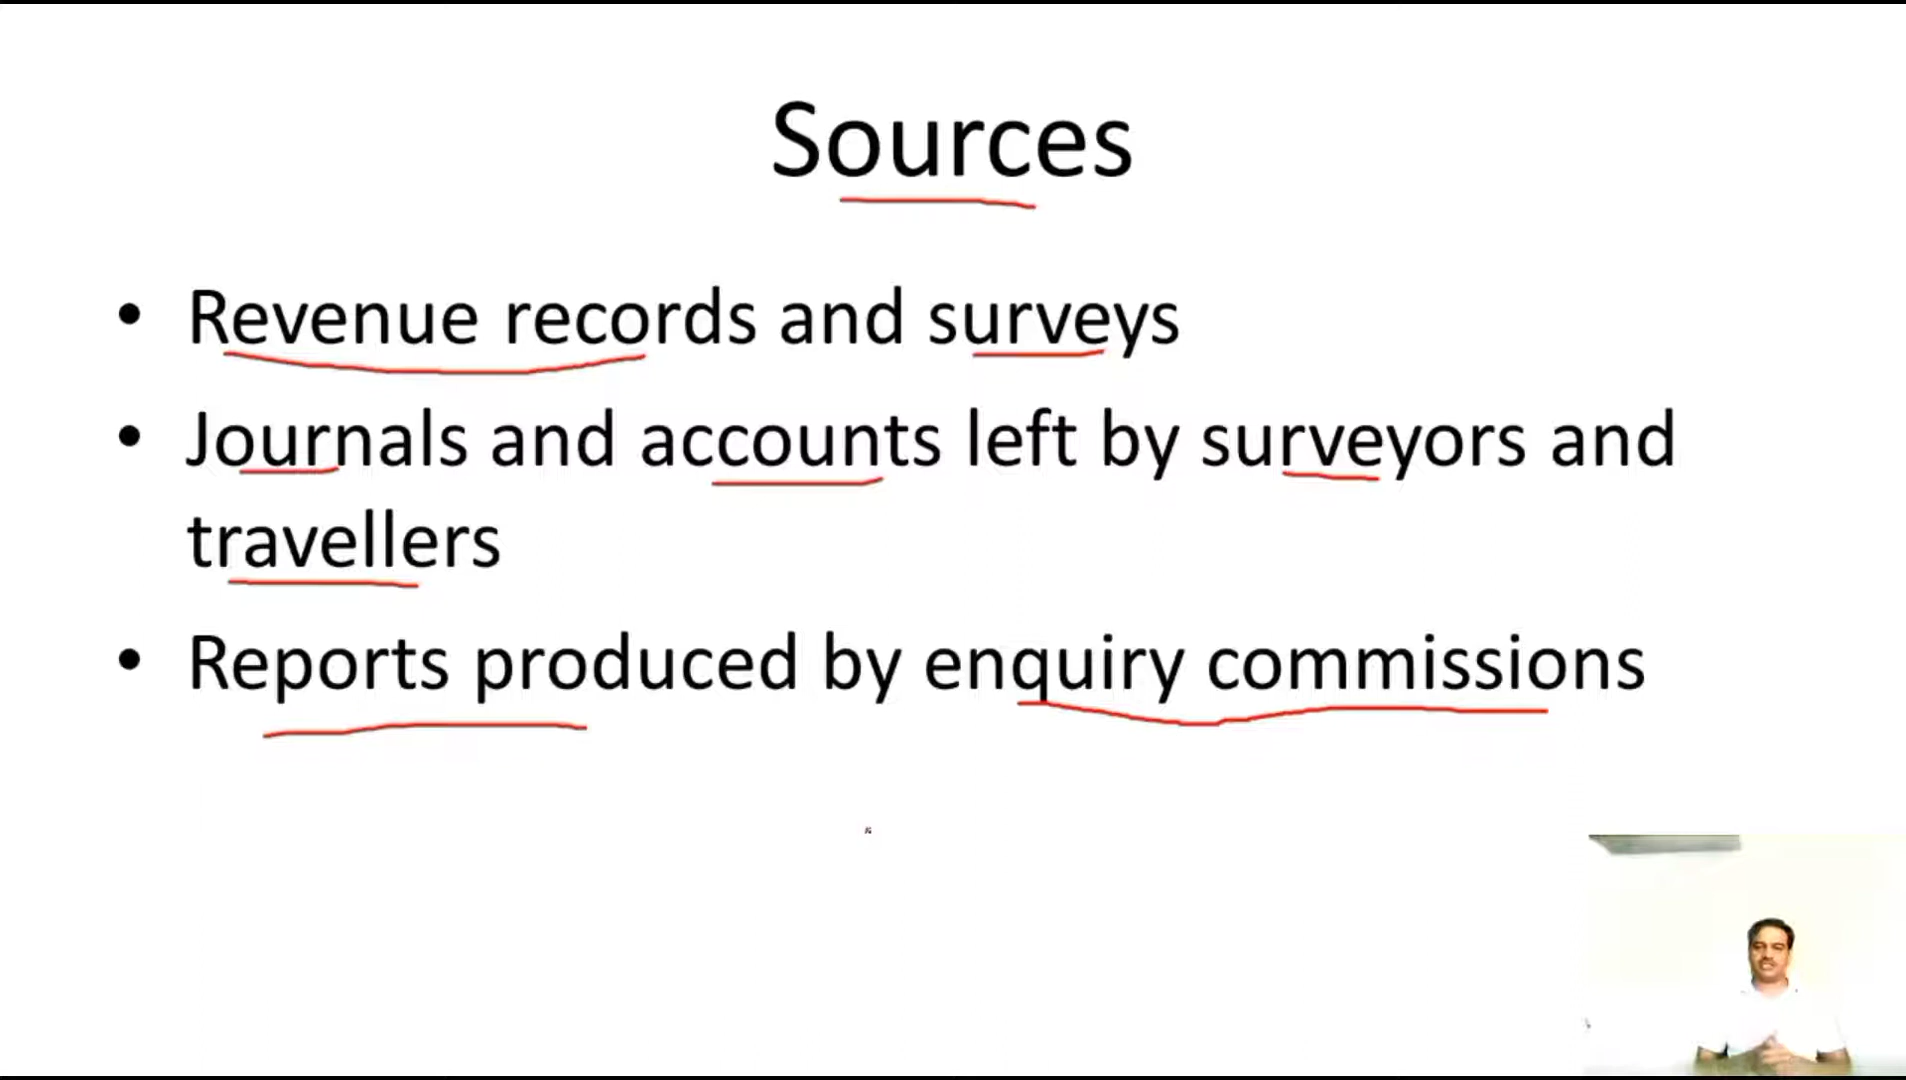 Sources
• Revenue records and surveys
• Journals and accounts left by surveyors and
travellers
• Reports produced by enquiry commissions